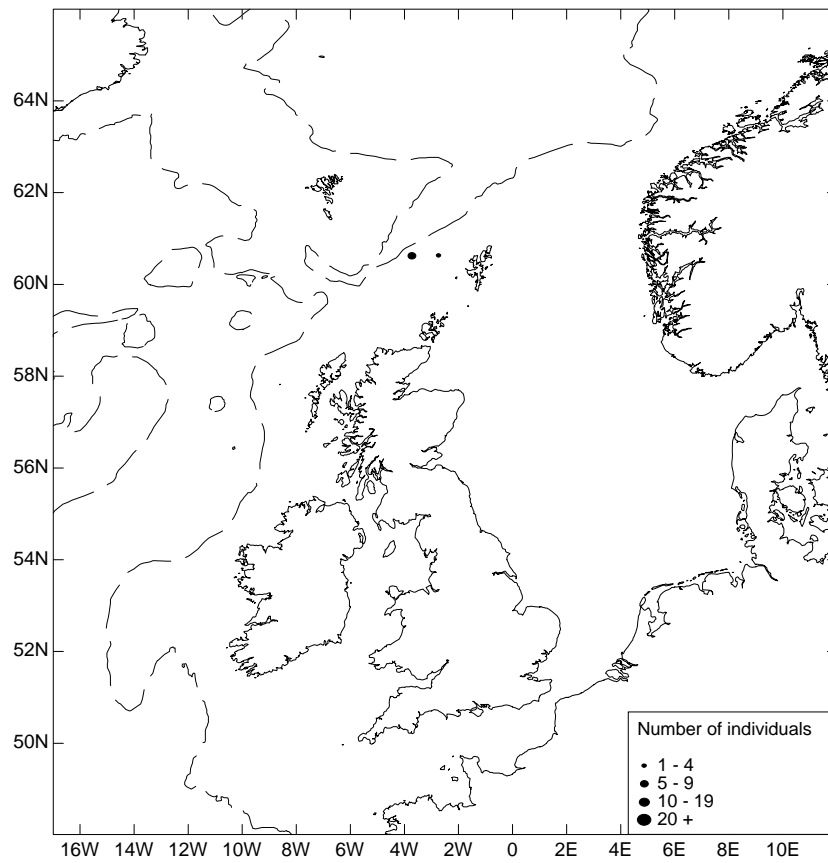 64N
62N
60N
58N
56N
54N
52N
50N
Number of individuals
1 - 4
5 - 9
10 - 19
20 +
16W 14W 12W 10W 8W 6W 4W 2W 0 2E 4E 6E 8E 10E